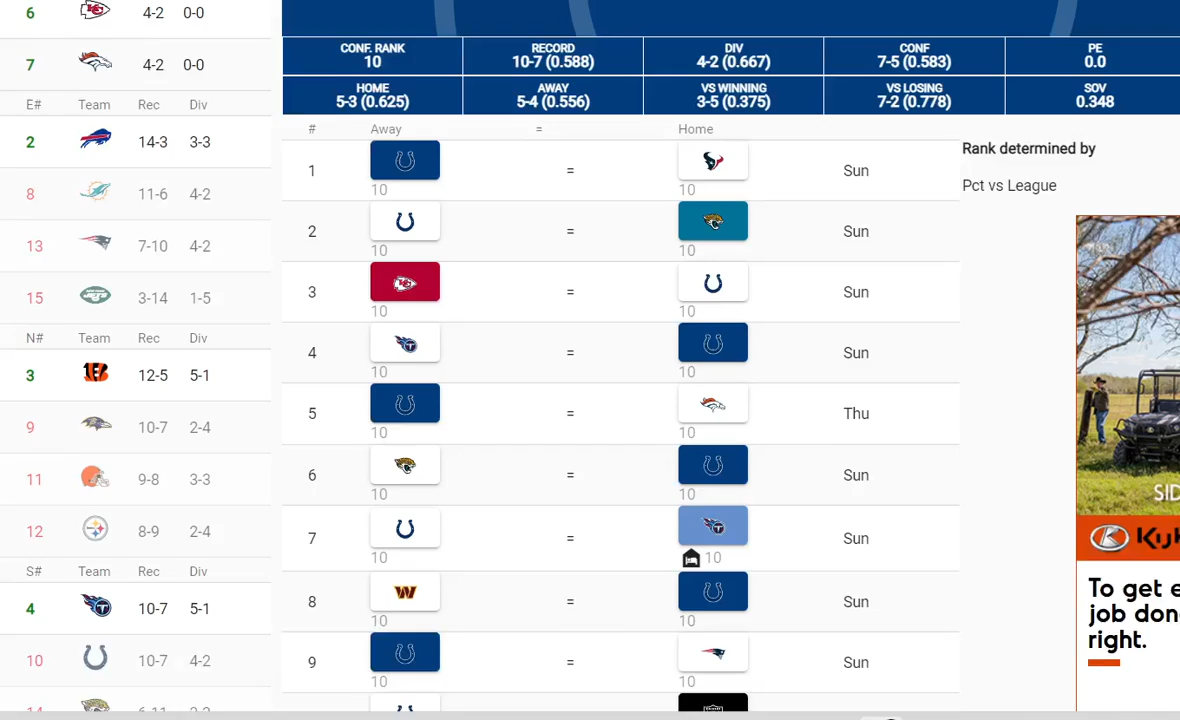 6 4-2 0-0
7 4-2 0-0
E# Team Rec Div
2 14-3 3-3
8 11-6 4-2
13 7-10 4-2
15 3-14 1-5
N# Team Rec Div
3 12-5 5-1
9 10-7 2-4
11 9-8 3-3
12 8-9 2-4
S# Team Rec Div
4 10-7 5-1
10 10-7 4-2
CONF. RANK
10
RECORD
10-7 (0.588)
DIV
4-2 (0.667)
CONF
7-5 (0.583)
PE
0.0
HOME
5-3 (0.625)
AWAY
5-4 (0.556)
VS WINNING
3-5 (0.375)
VS LOSING
7-2 (0.778)
SOV
0.348
# Away = Home
1 = Sun
10 10
2 = Sun
10 10
3 = Sun
10 10
4 = Sun
10 10
5 = Thu
10 10
6 = Sun
10 10
7 = Sun
10 10
8 = Sun
10 10
9 = Sun
10 10
Rank determined by
Pct vs League
SID
Ku
To get e
job don
right.